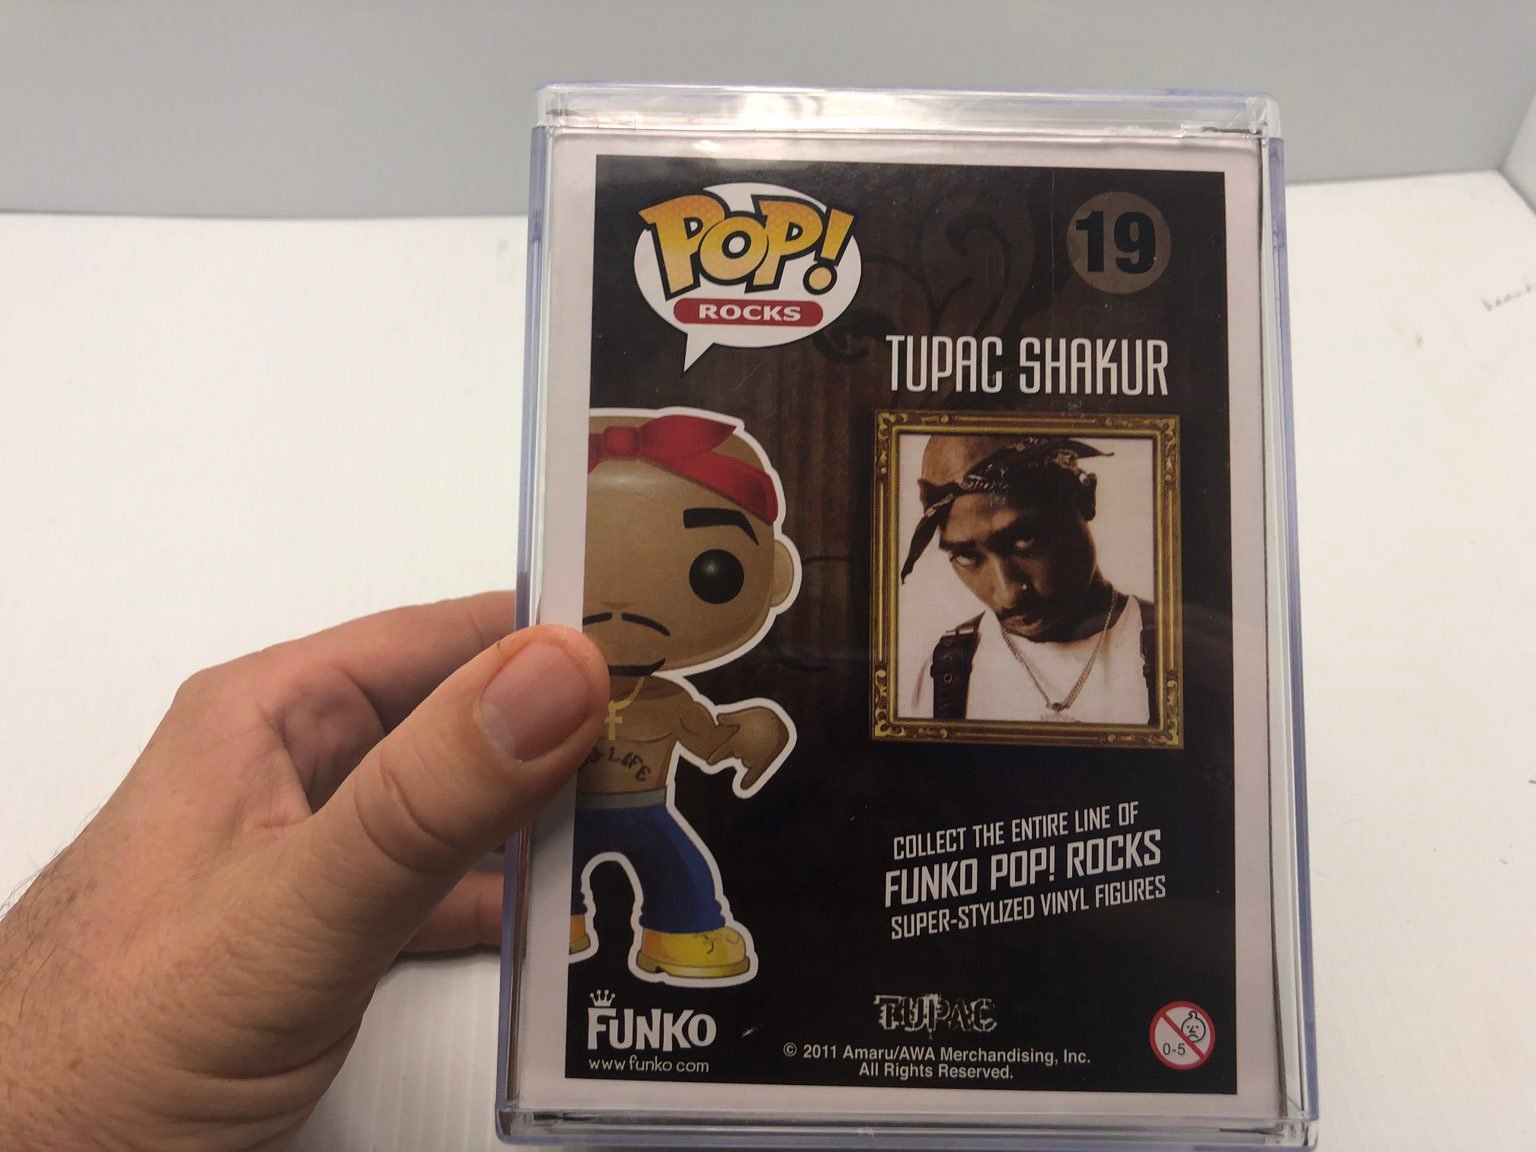 POP!
ROCKS
19
TUPAC SHAKUR
LIFE
COLLECT THE ENTIRE LINE OF
FUNKO POP! ROCKS
SUPER-STYLIZED VINYL FIGURES
FUNKO
www.funko.com
TUPAC
© 2011 Amaru/AWA Merchandising, Inc.
All Rights Reserved.
0-5